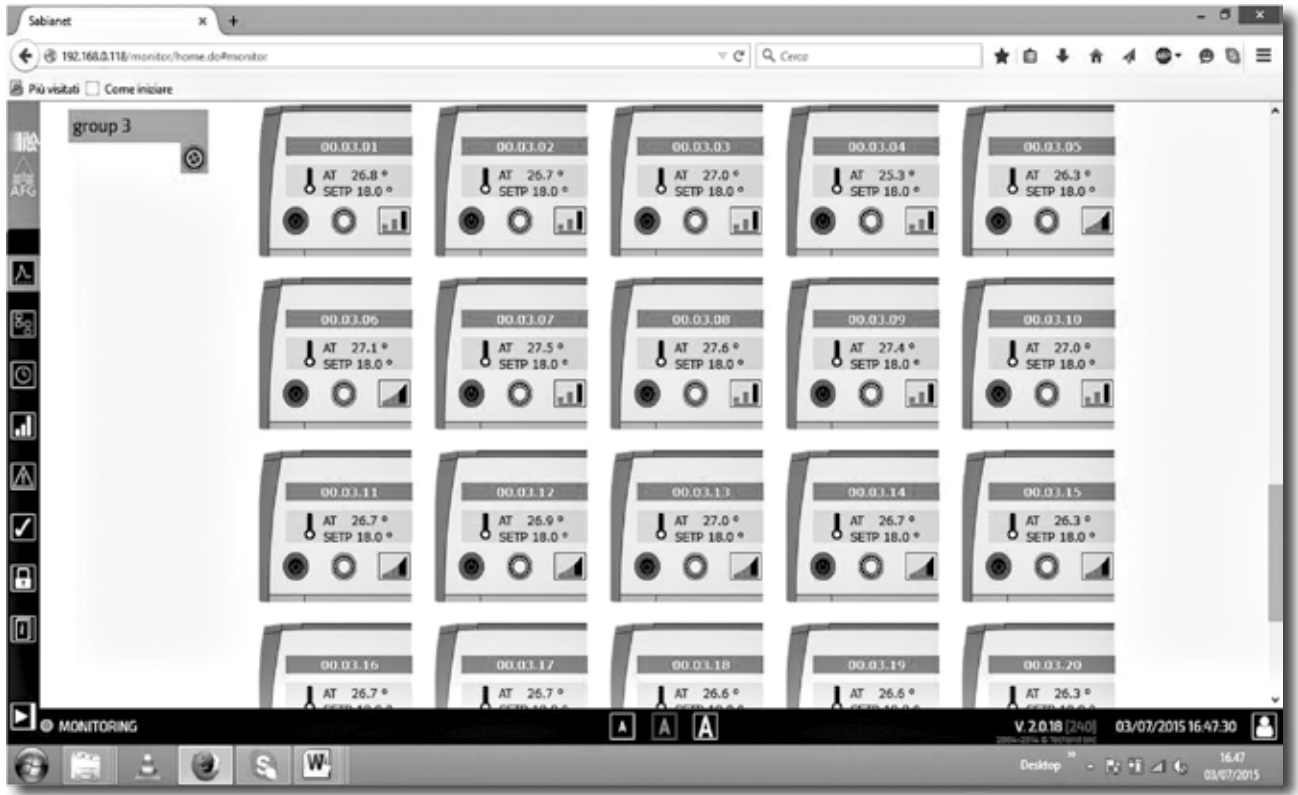 Sabianet
192.168.0.118/monitor/home.do#monitor
Cerca
Più visitati Come iniziare
group 3
AFG
00.03.01 00.03.02 00.03.03 00.03.04 00.03.05
AT 26.8 ° AT 26.7 ° AT 27.0 ° AT 25.3 ° AT 26.3 °
SETP 18.0 ° SETP 18.0 ° SETP 18.0 ° SETP 18.0 ° SETP 18.0 °
00.03.06 00.03.07 00.03.08 00.03.09 00.03.10
AT 27.1 ° AT 27.5 ° AT 27.6 ° AT 27.4 ° AT 27.0 °
SETP 18.0 ° SETP 18.0 ° SETP 18.0 ° SETP 18.0 ° SETP 18.0 °
00.03.11 00.03.12 00.03.13 00.03.14 00.03.15
AT 26.7 ° AT 26.9 ° AT 27.0 ° AT 26.7 ° AT 26.3 °
SETP 18.0 ° SETP 18.0 ° SETP 18.0 ° SETP 18.0 ° SETP 18.0 °
00.03.16 00.03.17 00.03.18 00.03.19 00.03.20
AT 26.7 ° AT 26.7 ° AT 26.6 ° AT 26.6 ° AT 26.3 °
MONITORING A A A V. 2.0.18 [240] 03/07/2015 16:47:30
Desktop » 16.47
03/07/2015